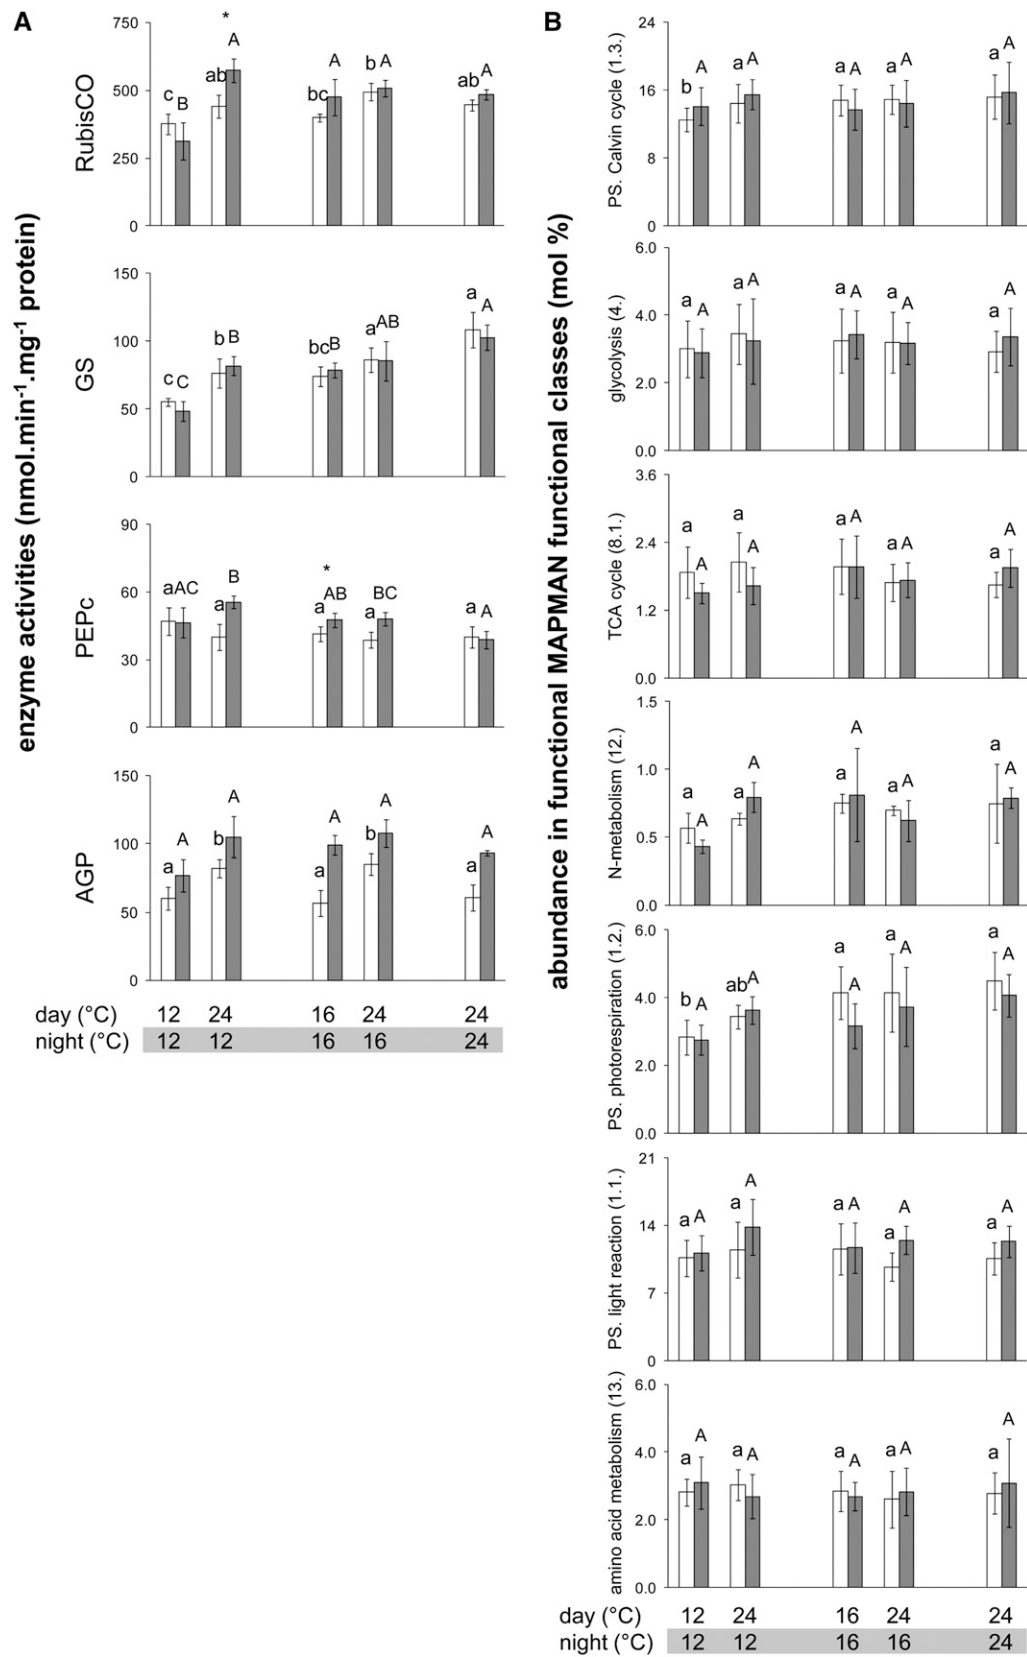 A
enzyme activities (nmol.min-1.mg-1 protein)
RubisCO
750
500
250
0
*
c B ab A bc A b A ab A
GS
150
100
50
0
c C b B bc B a AB a A
PEPc
90
60
30
0
*
a AC a B a AB a BC a A
AGP
150
100
50
0
a A b A a A b A a A
day (°C) 12 24 16 24 24
night (°C) 12 12 16 16 24
B
abundance in functional MAPMAN functional classes (mol %)
PS. Calvin cycle (1.3.)
24
16
8
0
b A a A a A a A a A
glycolysis (4.)
6.0
4.0
2.0
0.0
a A a A a A a A a A
TCA cycle (8.1.)
3.6
2.4
1.2
0.0
a A a A a A a A a A
N-metabolism (12.)
1.5
1.0
0.5
0.0
a A a A a A a A a A
PS. photorespiration (1.2.)
6.0
4.0
2.0
0.0
b A ab A a A a A a A
PS. light reaction (1.1.)
21
14
7
0
a A a A a A a A a A
amino acid metabolism (13.)
6.0
4.0
2.0
0.0
a A a A a A a A a A
day (°C) 12 24 16 24 24
night (°C) 12 12 16 16 24